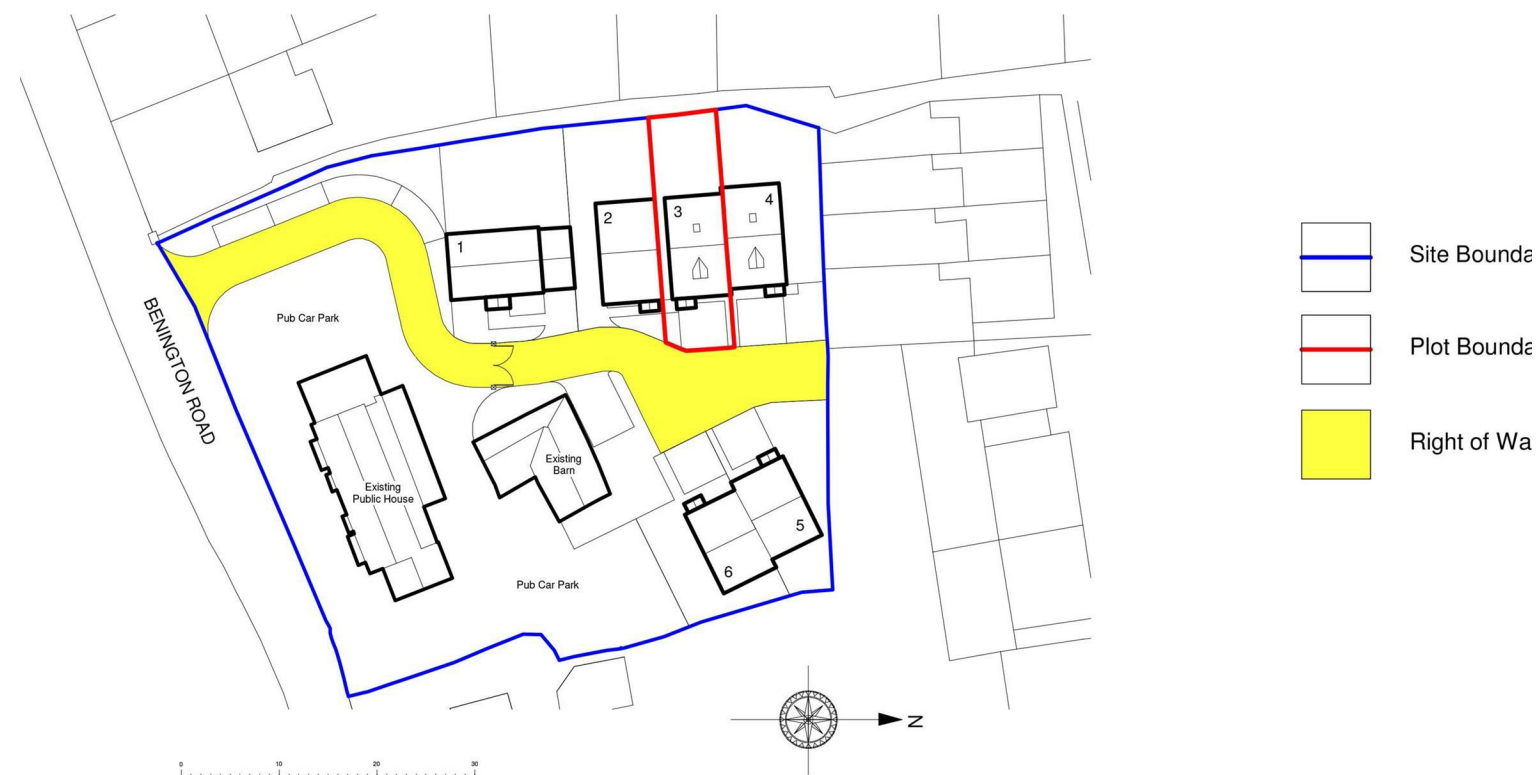 1
2
3
4
Pub Car Park
BENINGTON ROAD
Existing
Public House
Existing
Barn
5
6
Pub Car Park
N
0 10 20 30
Site Bounda
Plot Bounda
Right of Wa